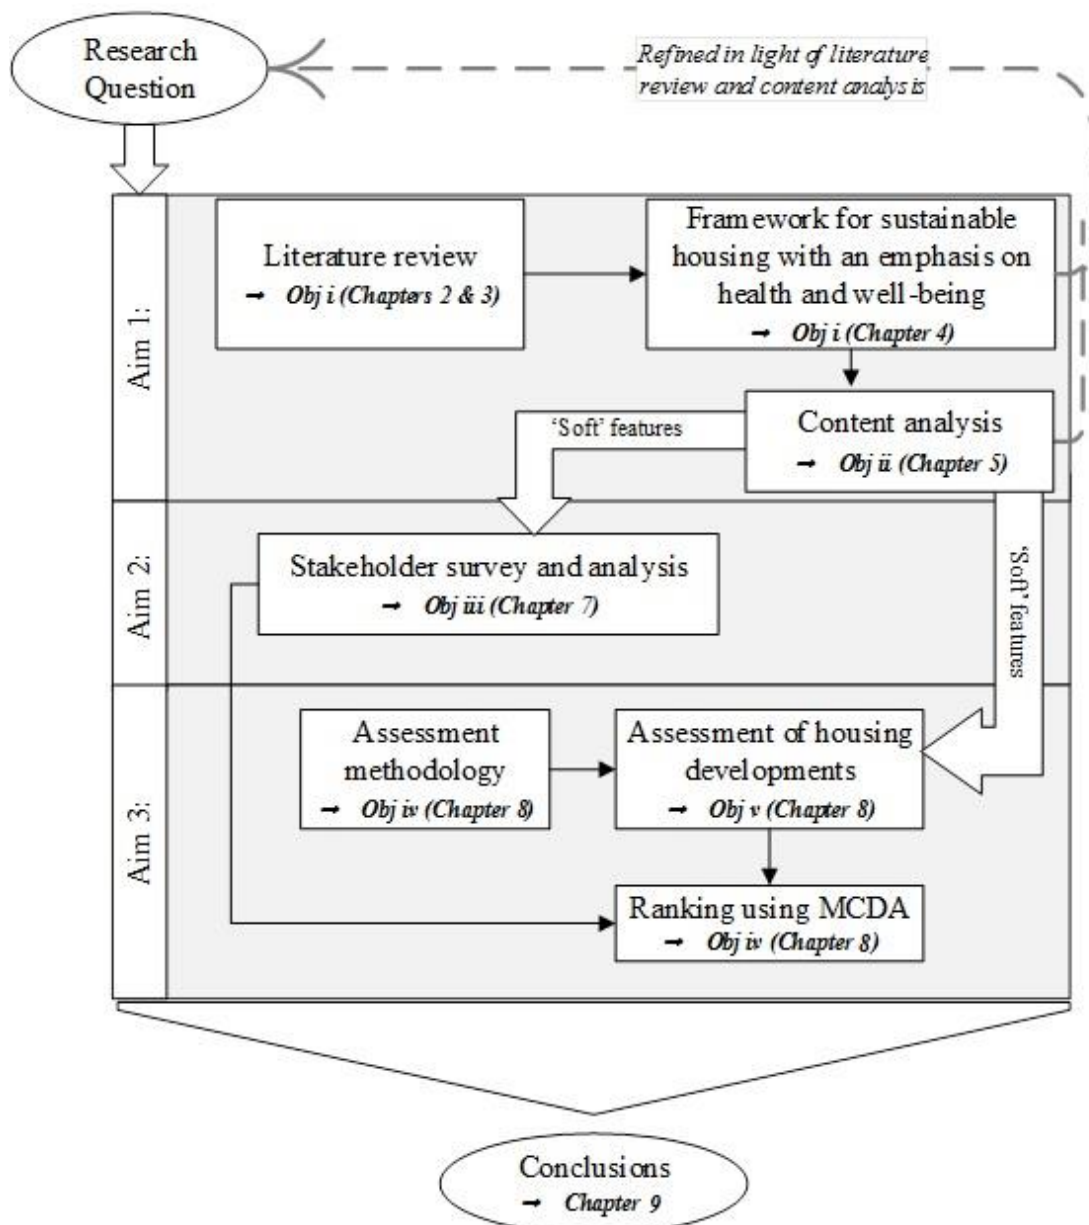 Research
Question
Refined in light of literature
review and content analysis
Aim 1:
Literature review
→ Obj i (Chapters 2 & 3)
Framework for sustainable
housing with an emphasis on
health and well-being
→ Obj i (Chapter 4)
'Soft' features
Content analysis
→ Obj ii (Chapter 5)
Aim 2:
Stakeholder survey and analysis
→ Obj iii (Chapter 7)
'Soft' features
Aim 3:
Assessment
methodology
→ Obj iv (Chapter 8)
Assessment of housing
developments
→ Obj v (Chapter 8)
Ranking using MCDA
→ Obj iv (Chapter 8)
Conclusions
→ Chapter 9